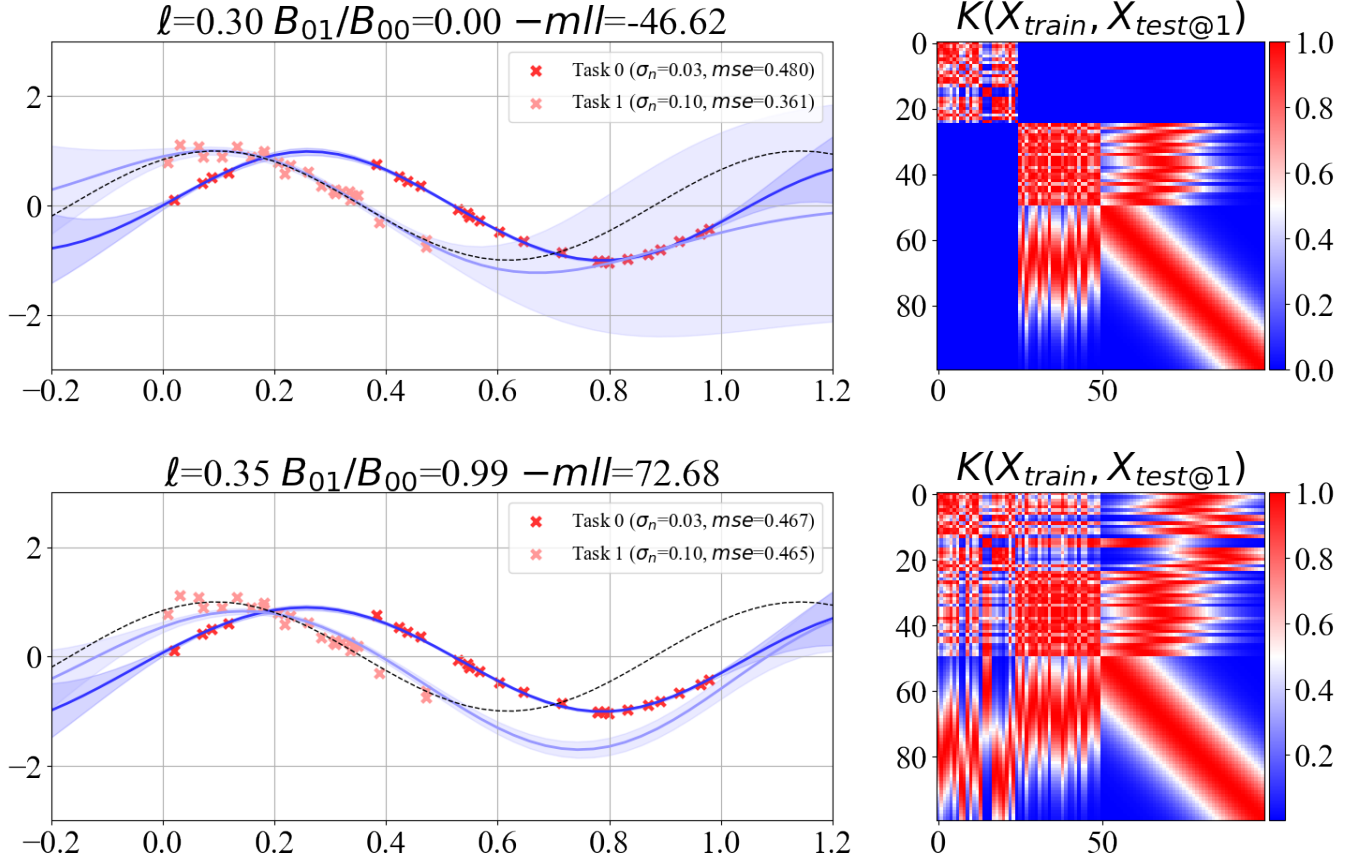 ℓ=0.30 B₀₁/B₀₀=0.00 −mll=-46.62
K(X_train, X_test@1)
Task 0 (σₙ=0.03, mse=0.480)
Task 1 (σₙ=0.10, mse=0.361)
2
0
−2
−0.2 0.0 0.2 0.4 0.6 0.8 1.0 1.2
0
20
40
60
80
0 50
1.0
0.8
0.6
0.4
0.2
0.0
ℓ=0.35 B₀₁/B₀₀=0.99 −mll=72.68
K(X_train, X_test@1)
Task 0 (σₙ=0.03, mse=0.467)
Task 1 (σₙ=0.10, mse=0.465)
2
0
−2
−0.2 0.0 0.2 0.4 0.6 0.8 1.0 1.2
0
20
40
60
80
0 50
1.0
0.8
0.6
0.4
0.2